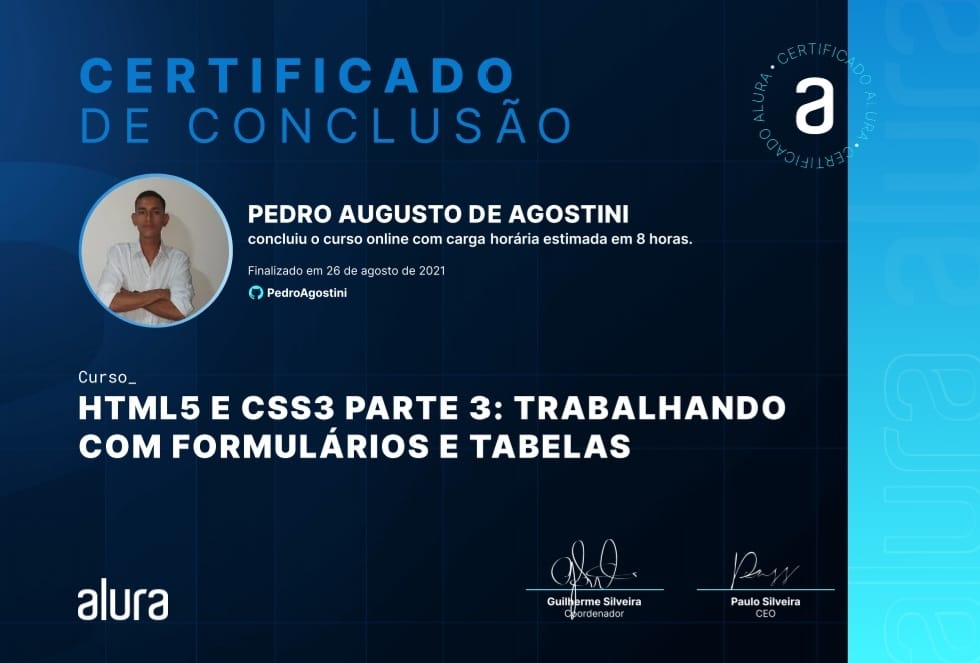 CERTIFICADO
DE CONCLUSÃO
CERTIFICADO ALURA • CERTIFICADO ALURA •
a
PEDRO AUGUSTO DE AGOSTINI
concluiu o curso online com carga horária estimada em 8 horas.
Finalizado em 26 de agosto de 2021
PedroAgostini
Curso_
HTML5 E CSS3 PARTE 3: TRABALHANDO
COM FORMULÁRIOS E TABELAS
alura
Guilherme Silveira
Coordenador
Paulo Silveira
CEO
alura alura alura